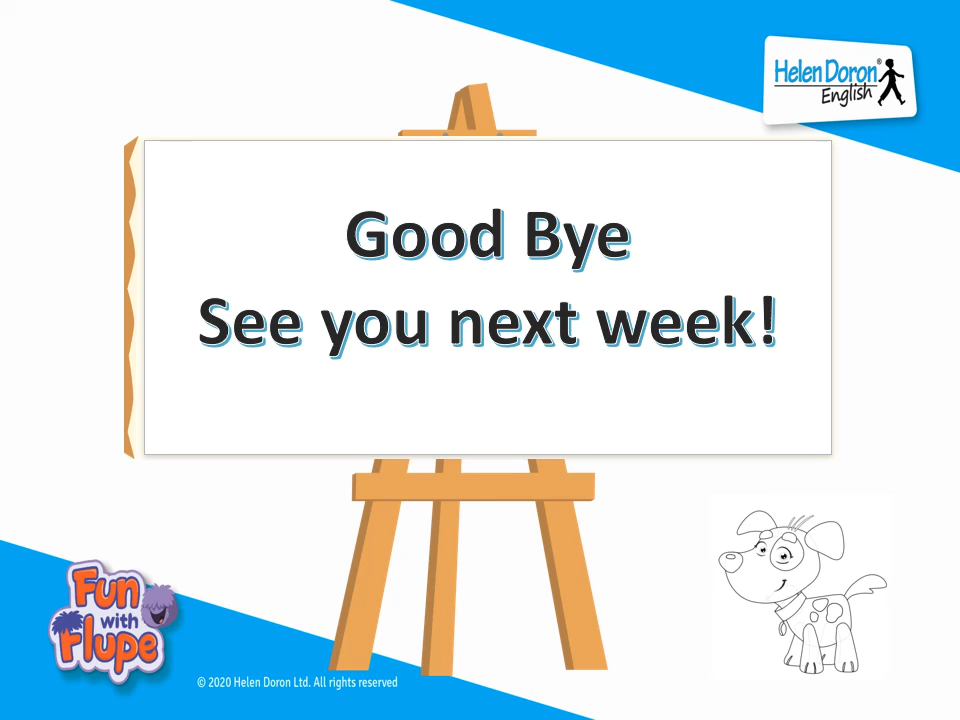 Helen Doron®
English
Good Bye
See you next week!
Fun
with
Flupe
© 2020 Helen Doron Ltd. All rights reserved